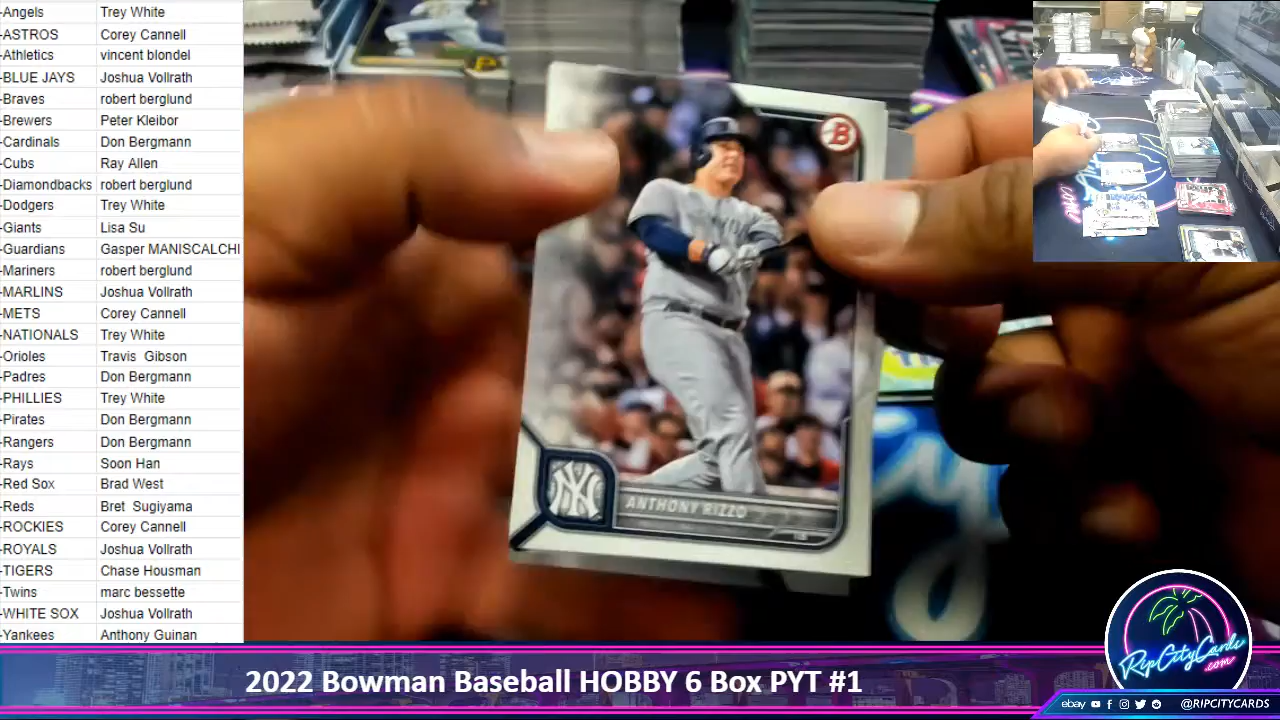 -Angels Trey White
-ASTROS Corey Cannell
-Athletics vincent blondel
-BLUE JAYS Joshua Vollrath
-Braves robert berglund
-Brewers Peter Kleibor
-Cardinals Don Bergmann
-Cubs Ray Allen
-Diamondbacks robert berglund
-Dodgers Trey White
-Giants Lisa Su
-Guardians Gasper MANISCALCHI
-Mariners robert berglund
-MARLINS Joshua Vollrath
-METS Corey Cannell
-NATIONALS Trey White
-Orioles Travis Gibson
-Padres Don Bergmann
-PHILLIES Trey White
-Pirates Don Bergmann
-Rangers Don Bergmann
-Rays Soon Han
-Red Sox Brad West
-Reds Bret Sugiyama
-ROCKIES Corey Cannell
-ROYALS Joshua Vollrath
-TIGERS Chase Housman
-Twins marc bessette
-WHITE SOX Joshua Vollrath
-Yankees Anthony Guinan
B
NY
ANTHONY RIZZO
2022 Bowman Baseball HOBBY 6 Box PYT #1
RipCityCards
.com
ebay @RIPCITYCARDS